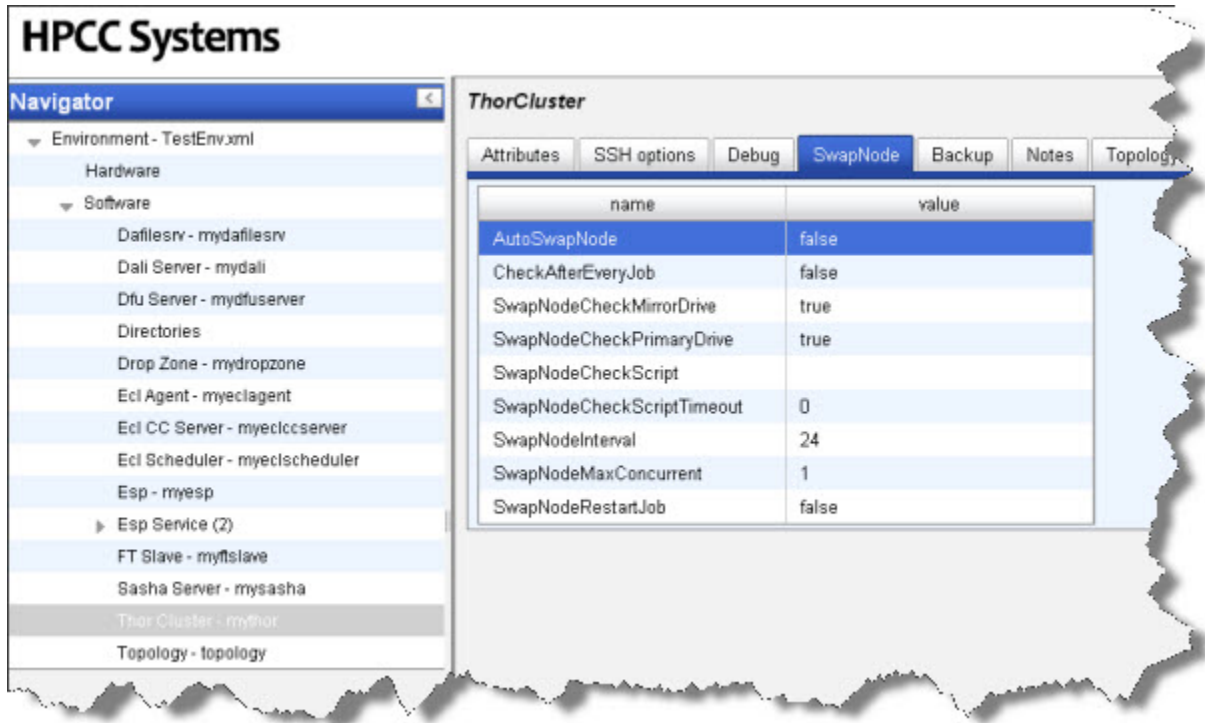 HPCC Systems
Navigator
<
Environment - TestEnv.xml
Hardware
Software
Dafilesrv - mydafilesrv
Dali Server - mydali
Dfu Server - mydfuserver
Directories
Drop Zone - mydropzone
Ecl Agent - myeclagent
Ecl CC Server - myeclccserver
Ecl Scheduler - myeclscheduler
Esp - myesp
Esp Service (2)
FT Slave - myftslave
Sasha Server - mysasha
Thor Cluster - mythor
Topology - topology
ThorCluster
Attributes SSH options Debug SwapNode Backup Notes Topology
name value
AutoSwapNode false
CheckAfterEveryJob false
SwapNodeCheckMirrorDrive true
SwapNodeCheckPrimaryDrive true
SwapNodeCheckScript
SwapNodeCheckScriptTimeout 0
SwapNodeInterval 24
SwapNodeMaxConcurrent 1
SwapNodeRestartJob false